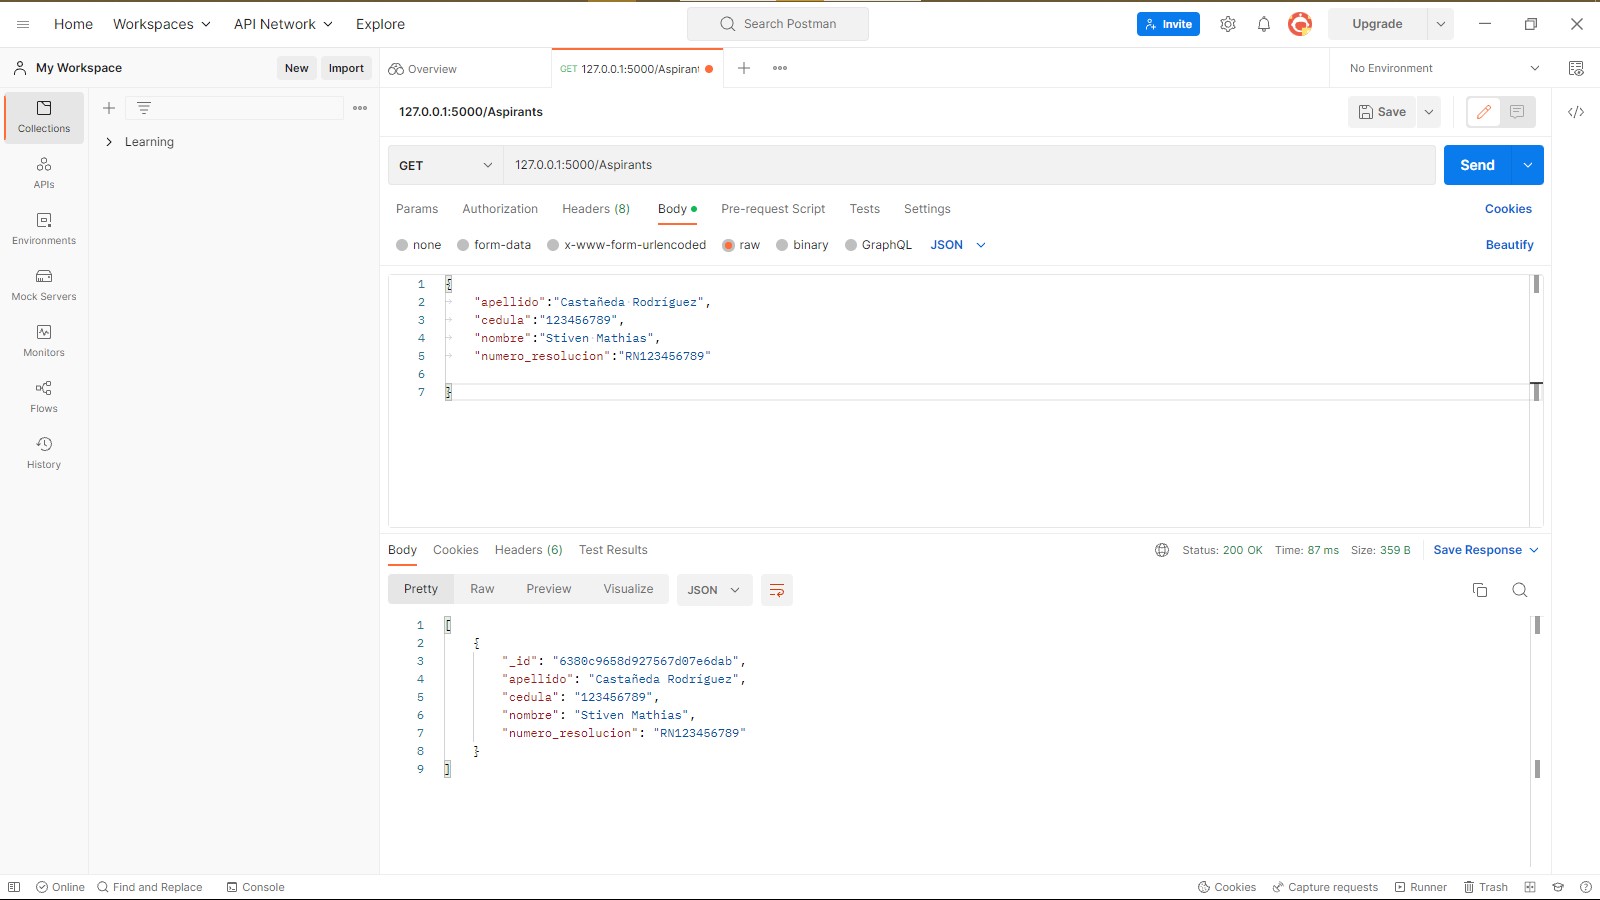 Home Workspaces API Network Explore Search Postman Invite Upgrade
My Workspace New Import Overview GET 127.0.0.1:5000/Aspirant No Environment
Collections
APIs
Environments
Mock Servers
Monitors
Flows
History
Learning
127.0.0.1:5000/Aspirants Save
GET 127.0.0.1:5000/Aspirants Send
Params Authorization Headers (8) Body Pre-request Script Tests Settings Cookies
none form-data x-www-form-urlencoded raw binary GraphQL JSON Beautify
1 {
2 "apellido":"Castañeda Rodríguez",
3 "cedula":"123456789",
4 "nombre":"Stiven Mathias",
5 "numero_resolucion":"RN123456789"
6
7 }
Body Cookies Headers (6) Test Results Status: 200 OK Time: 87 ms Size: 359 B Save Response
Pretty Raw Preview Visualize JSON
1 [
2 {
3 "_id": "6380c9658d927567d07e6dab",
4 "apellido": "Castañeda Rodríguez",
5 "cedula": "123456789",
6 "nombre": "Stiven Mathias",
7 "numero_resolucion": "RN123456789"
8 }
9 ]
Online Find and Replace Console Cookies Capture requests Runner Trash